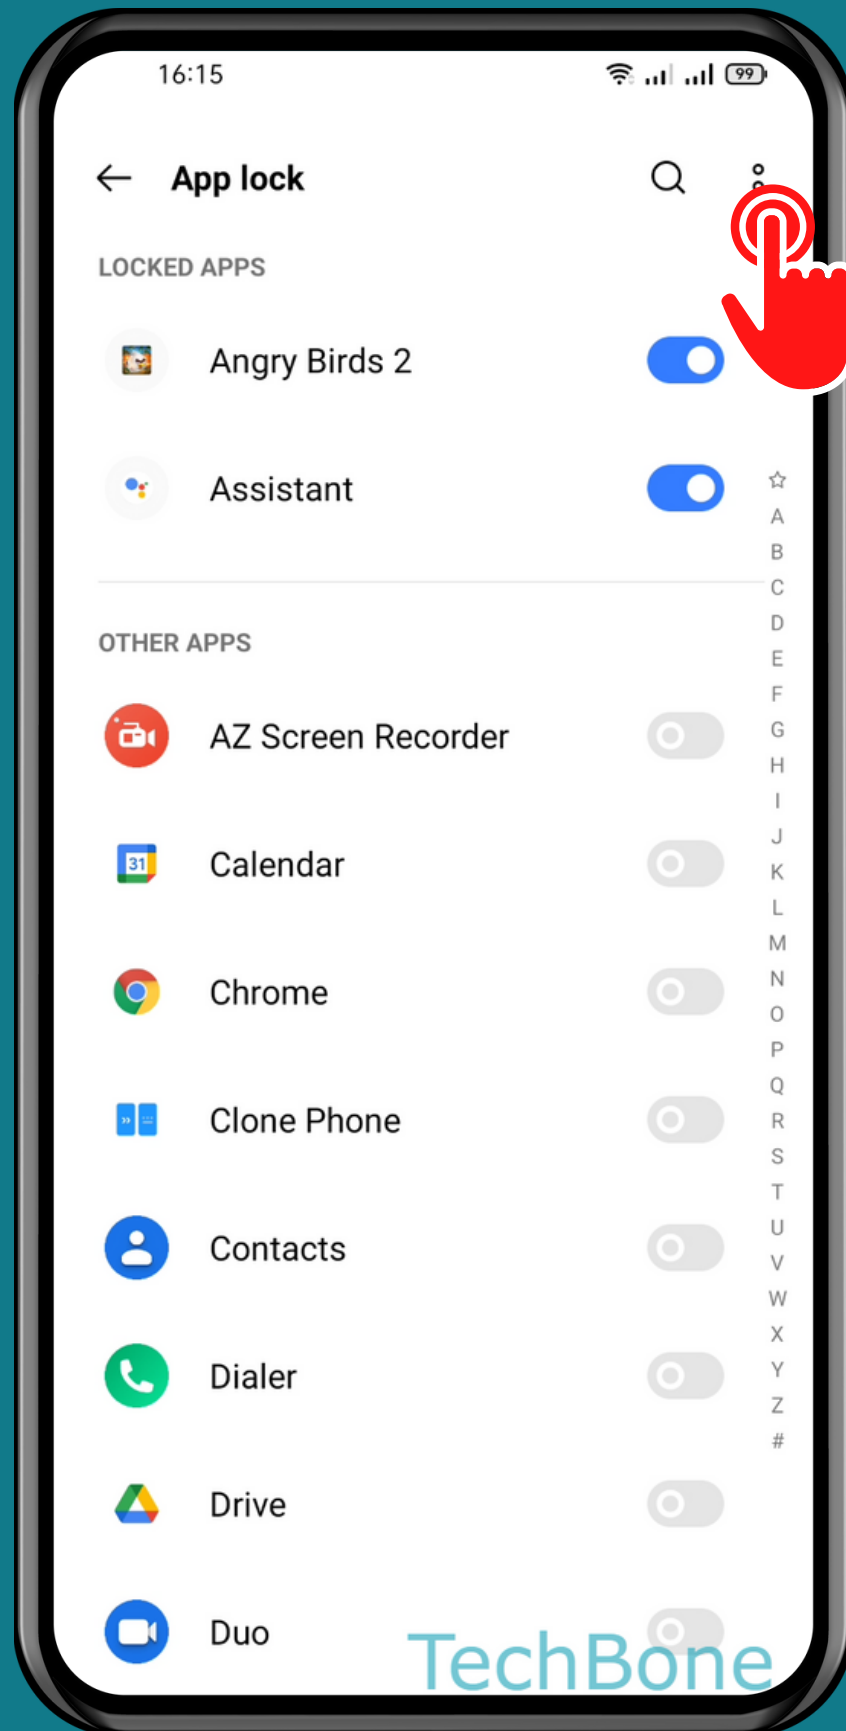 16:15 99
App lock
LOCKED APPS
Angry Birds 2
Assistant
OTHER APPS
AZ Screen Recorder
31 Calendar
Chrome
Clone Phone
Contacts
Dialer
Drive
Duo
A
B
C
D
E
F
G
H
I
J
K
L
M
N
O
P
Q
R
S
T
U
V
W
X
Y
Z
#
TechBone